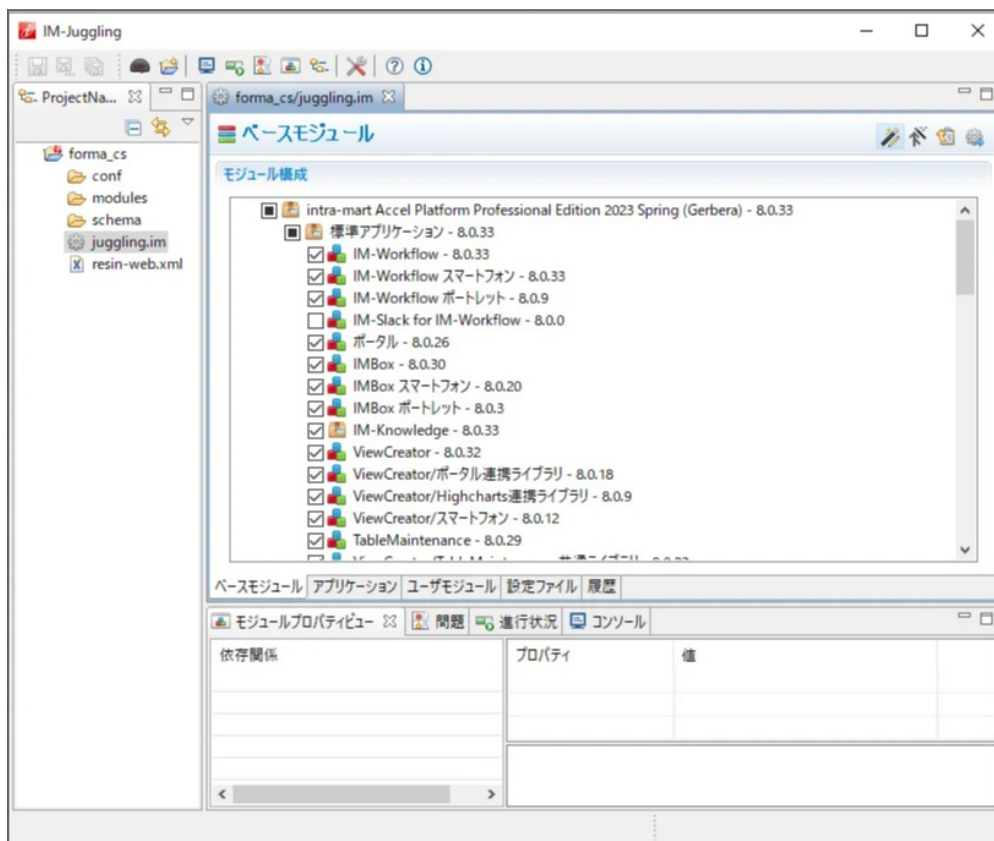 IM-Juggling
ProjectNa...
forma_cs
conf
modules
schema
juggling.im
resin-web.xml
forma_cs/juggling.im
ベースモジュール
モジュール構成
intra-mart Accel Platform Professional Edition 2023 Spring (Gerbera) - 8.0.33
標準アプリケーション - 8.0.33
IM-Workflow - 8.0.33
IM-Workflow スマートフォン - 8.0.33
IM-Workflow ポートレット - 8.0.9
IM-Slack for IM-Workflow - 8.0.0
ポータル - 8.0.26
IMBox - 8.0.30
IMBox スマートフォン - 8.0.20
IMBox ポートレット - 8.0.3
IM-Knowledge - 8.0.33
ViewCreator - 8.0.32
ViewCreator/ポータル連携ライブラリ - 8.0.18
ViewCreator/Highcharts連携ライブラリ - 8.0.9
ViewCreator/スマートフォン - 8.0.12
TableMaintenance - 8.0.29
ベースモジュール アプリケーション ユーザモジュール 設定ファイル 履歴
モジュールプロパティビュー 問題 進行状況 コンソール
依存関係 プロパティ 値